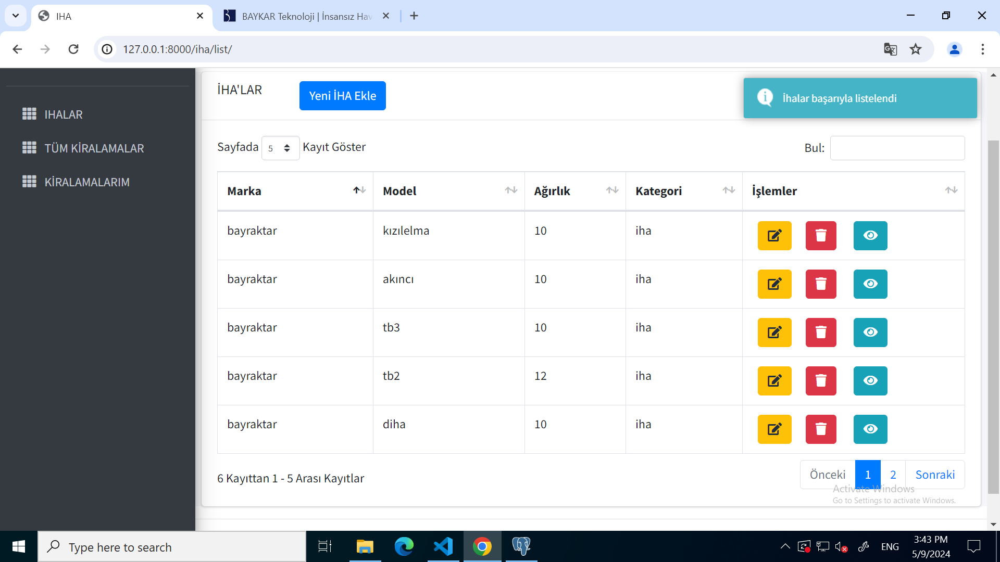 IHA
BAYKAR Teknoloji | İnsansız Hav
127.0.0.1:8000/iha/list/
İHA'LAR
Yeni İHA Ekle
İhalar başarıyla listelendi
IHALAR
TÜM KİRALAMALAR
KİRALAMALARIM
Sayfada 5 Kayıt Göster
Bul:
Marka Model Ağırlık Kategori İşlemler
bayraktar kızılelma 10 iha
bayraktar akıncı 10 iha
bayraktar tb3 10 iha
bayraktar tb2 12 iha
bayraktar diha 10 iha
6 Kayıttan 1 - 5 Arası Kayıtlar
Önceki 1 2 Sonraki
Activate Windows
Go to Settings to activate Windows.
Type here to search
ENG
3:43 PM
5/9/2024